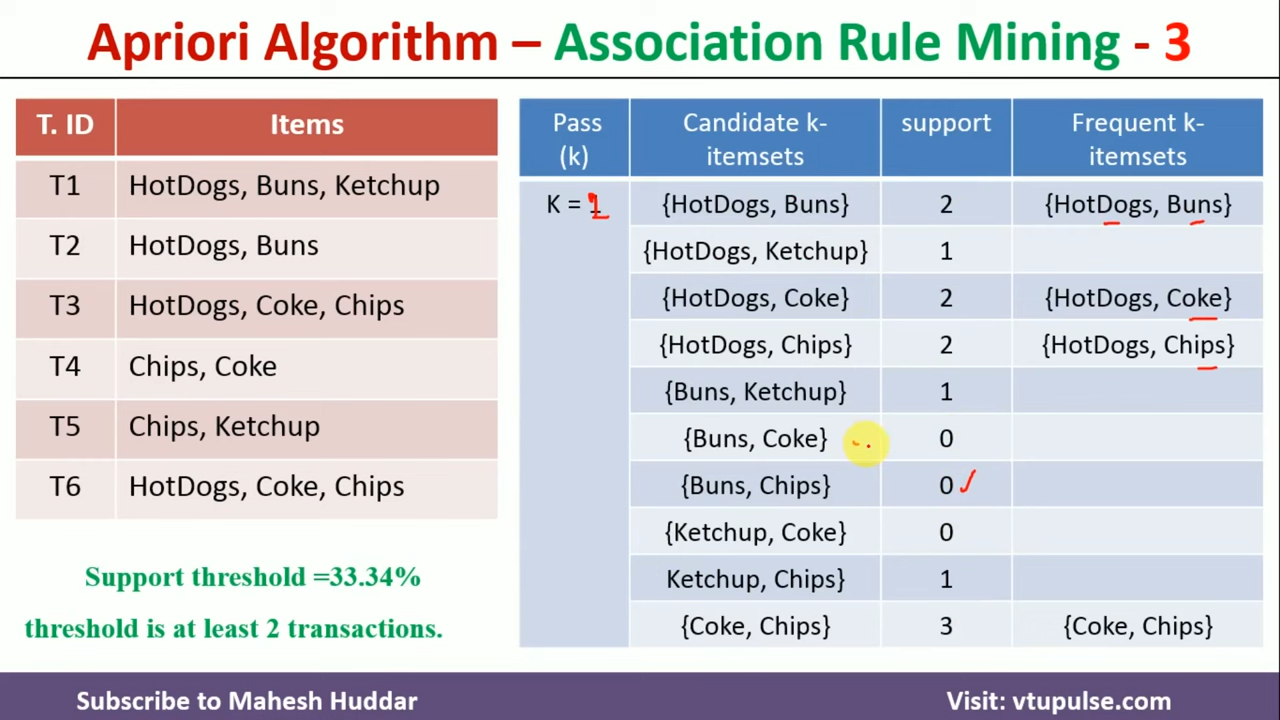 Apriori Algorithm – Association Rule Mining - 3
T. ID Items
T1 HotDogs, Buns, Ketchup
T2 HotDogs, Buns
T3 HotDogs, Coke, Chips
T4 Chips, Coke
T5 Chips, Ketchup
T6 HotDogs, Coke, Chips
Support threshold =33.34%
threshold is at least 2 transactions.
Pass (k) Candidate k-itemsets support Frequent k-itemsets
K = 1 {HotDogs, Buns} 2 {HotDogs, Buns}
{HotDogs, Ketchup} 1
{HotDogs, Coke} 2 {HotDogs, Coke}
{HotDogs, Chips} 2 {HotDogs, Chips}
{Buns, Ketchup} 1
{Buns, Coke} 0
{Buns, Chips} 0
{Ketchup, Coke} 0
Ketchup, Chips} 1
{Coke, Chips} 3 {Coke, Chips}
Subscribe to Mahesh Huddar
Visit: vtupulse.com